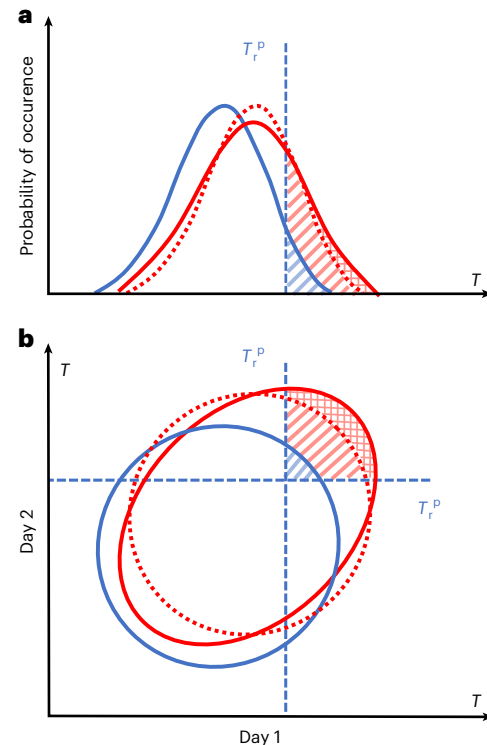 a
T_r^p
Probability of occurence
T
b
T_r^p
T
T_r^p
Day 2
T
Day 1